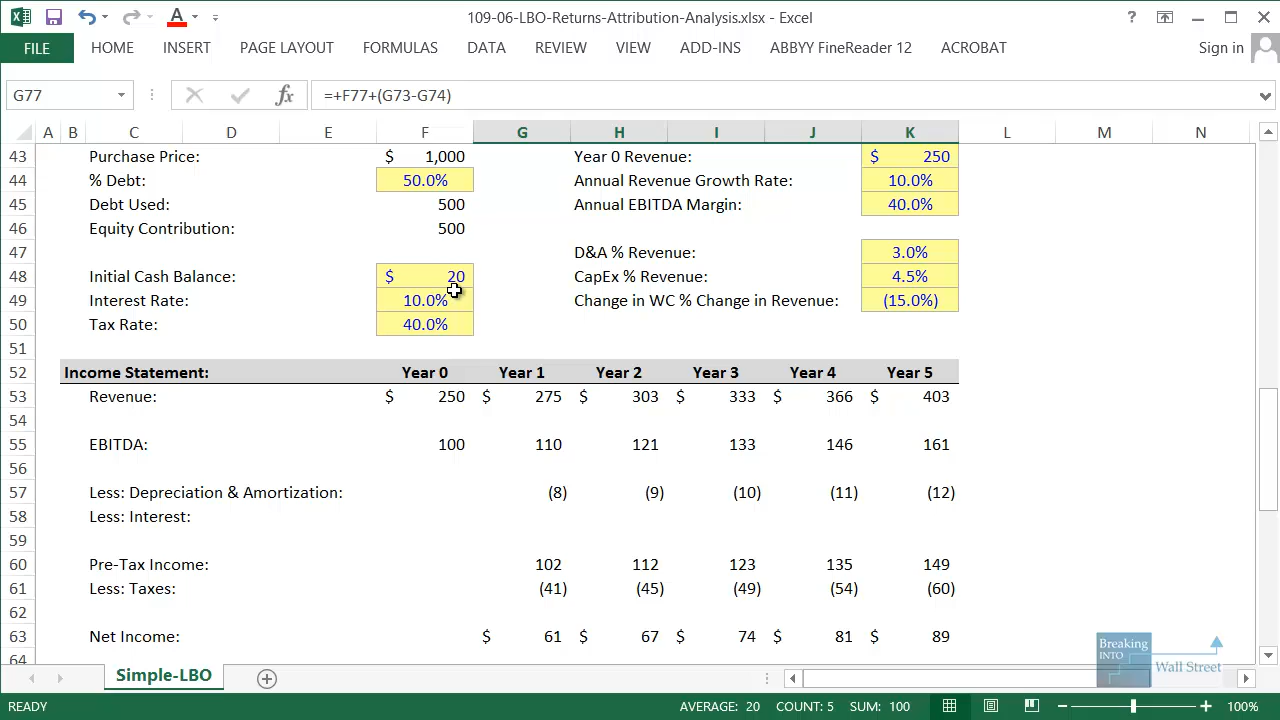 109-06-LBO-Returns-Attribution-Analysis.xlsx - Excel
FILE HOME INSERT PAGE LAYOUT FORMULAS DATA REVIEW VIEW ADD-INS ABBYY FineReader 12 ACROBAT Sign in
G77 fx =+F77+(G73-G74)
A B C D E F G H I J K L M N
43 Purchase Price: $ 1,000 Year 0 Revenue: $ 250
44 % Debt: 50.0% Annual Revenue Growth Rate: 10.0%
45 Debt Used: 500 Annual EBITDA Margin: 40.0%
46 Equity Contribution: 500
47 D&A % Revenue: 3.0%
48 Initial Cash Balance: $ 20 CapEx % Revenue: 4.5%
49 Interest Rate: 10.0% Change in WC % Change in Revenue: (15.0%)
50 Tax Rate: 40.0%
51
52 Income Statement: Year 0 Year 1 Year 2 Year 3 Year 4 Year 5
53 Revenue: $ 250 $ 275 $ 303 $ 333 $ 366 $ 403
54
55 EBITDA: 100 110 121 133 146 161
56
57 Less: Depreciation & Amortization: (8) (9) (10) (11) (12)
58 Less: Interest:
59
60 Pre-Tax Income: 102 112 123 135 149
61 Less: Taxes: (41) (45) (49) (54) (60)
62
63 Net Income: $ 61 $ 67 $ 74 $ 81 $ 89
64
Breaking
INTO
Wall Street
Simple-LBO
READY AVERAGE: 20 COUNT: 5 SUM: 100 100%